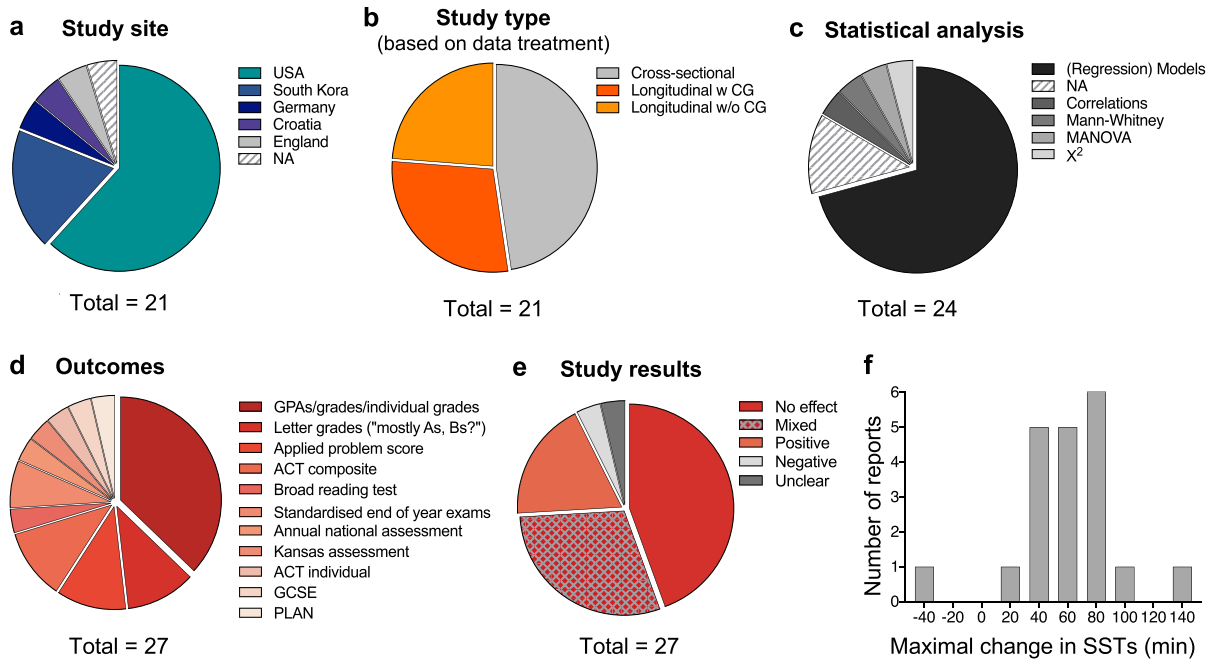 a Study site
USA
South Kora
Germany
Croatia
England
NA
Total = 21
b Study type
(based on data treatment)
Cross-sectional
Longitudinal w CG
Longitudinal w/o CG
Total = 21
c Statistical analysis
(Regression) Models
NA
Correlations
Mann-Whitney
MANOVA
X²
Total = 24
d Outcomes
GPAs/grades/individual grades
Letter grades ("mostly As, Bs?")
Applied problem score
ACT composite
Broad reading test
Standardised end of year exams
Annual national assessment
Kansas assessment
ACT individual
GCSE
PLAN
Total = 27
e Study results
No effect
Mixed
Positive
Negative
Unclear
Total = 27
f
Number of reports
6
5
4
3
2
1
0
-40 -20 0 20 40 60 80 100 120 140
Maximal change in SSTs (min)